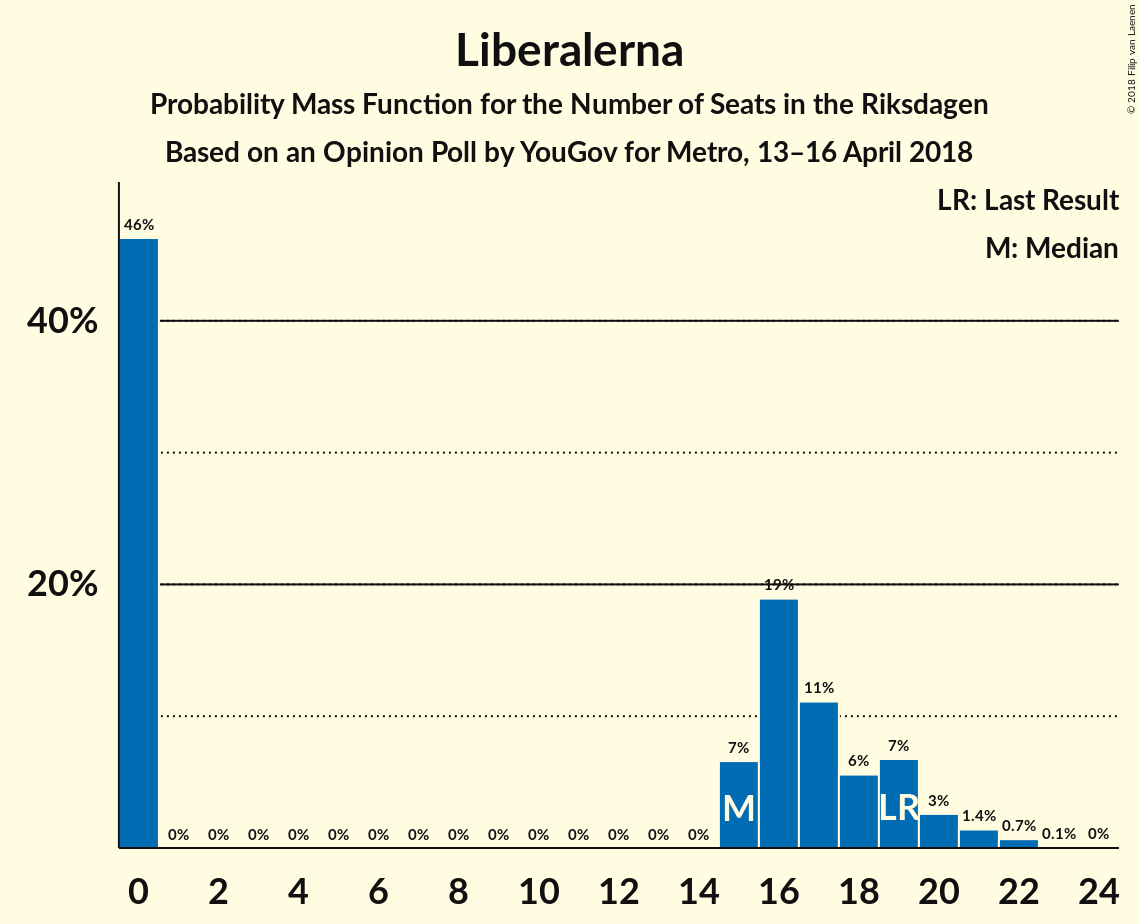 Liberalerna
Probability Mass Function for the Number of Seats in the Riksdagen
Based on an Opinion Poll by YouGov for Metro, 13–16 April 2018
© 2018 Filip van Laenen
LR: Last Result
M: Median
46%
40%
20%
19%
11%
7%
7%
6%
M
LR
3%
1.4%
0.7%
0.1%
0%
0% 0% 0% 0% 0% 0% 0% 0% 0% 0% 0% 0% 0% 0%
0 2 4 6 8 10 12 14 16 18 20 22 24